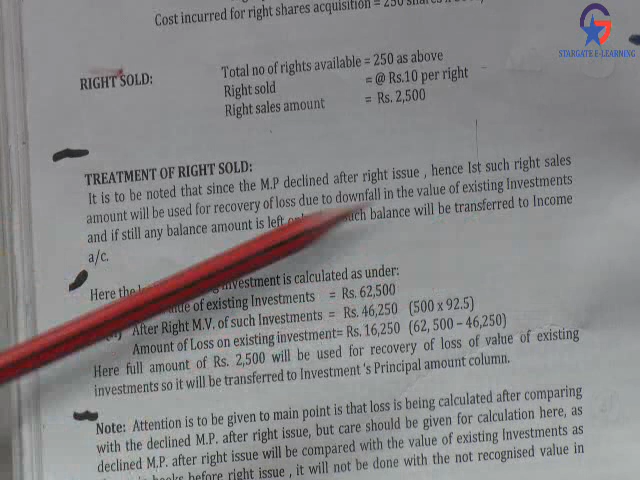 STARGATE E-LEARNING
Cost incurred for right shares acquisition = 250 shares
RIGHT SOLD:
Total no of rights available = 250 as above
Right sold = @ Rs.10 per right
Right sales amount = Rs. 2,500
TREATMENT OF RIGHT SOLD:
It is to be noted that since the M.P declined after right issue , hence Ist such right sales
amount will be used for recovery of loss due to downfall in the value of existing Investments
and if still any balance amount is left balance will be transferred to Income
a/c.
Here the investment is calculated as under:
of existing Investments = Rs. 62,500
After Right M.V. of such Investments = Rs. 46,250 (500 x 92.5)
Amount of Loss on existing investment= Rs. 16,250 (62, 500 – 46,250)
Here full amount of Rs. 2,500 will be used for recovery of loss of value of existing
investments so it will be transferred to Investment's Principal amount column.
Note: Attention is to be given to main point is that loss is being calculated after comparing
with the declined M.P. after right issue, but care should be given for calculation here, as
declined M.P. after right issue will be compared with the value of existing Investments as
books before right issue , it will not be done with the not recognised value in